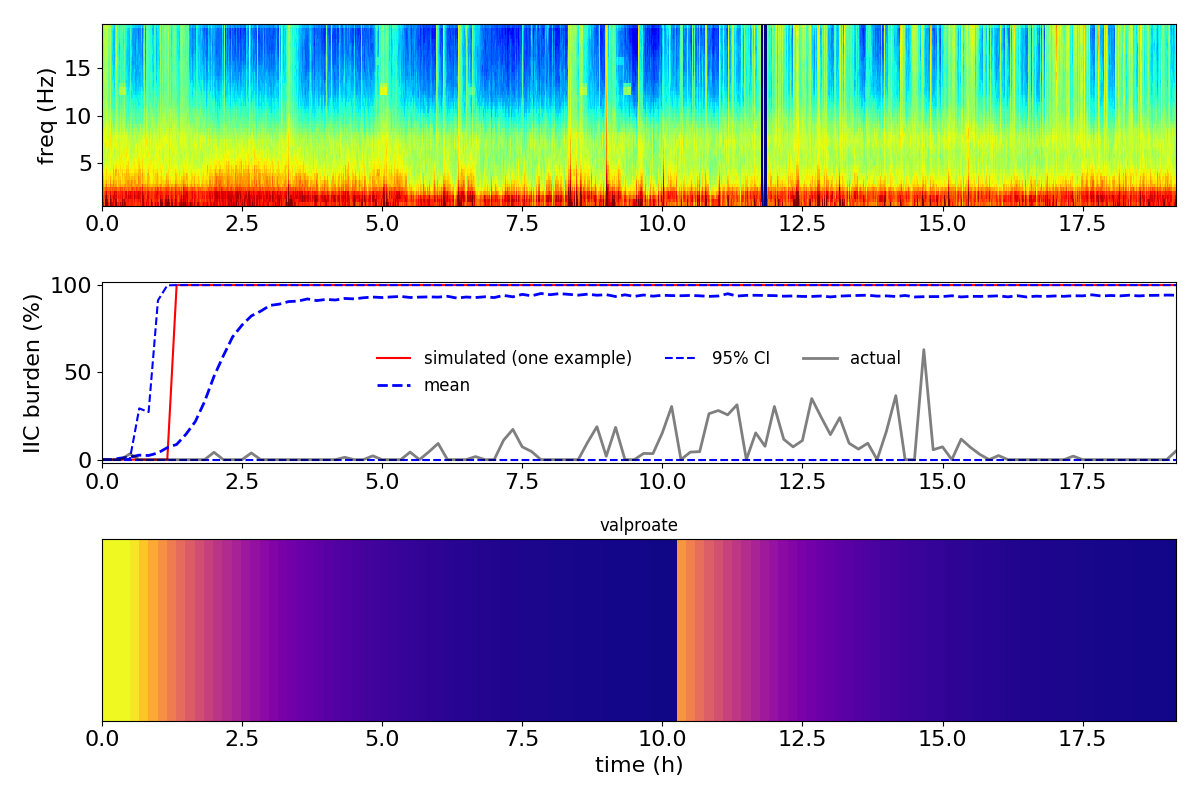 freq (Hz)
15
10
5
0.0 2.5 5.0 7.5 10.0 12.5 15.0 17.5
IIC burden (%)
100
50
0
simulated (one example) 95% CI actual
mean
0.0 2.5 5.0 7.5 10.0 12.5 15.0 17.5
valproate
0.0 2.5 5.0 7.5 10.0 12.5 15.0 17.5
time (h)